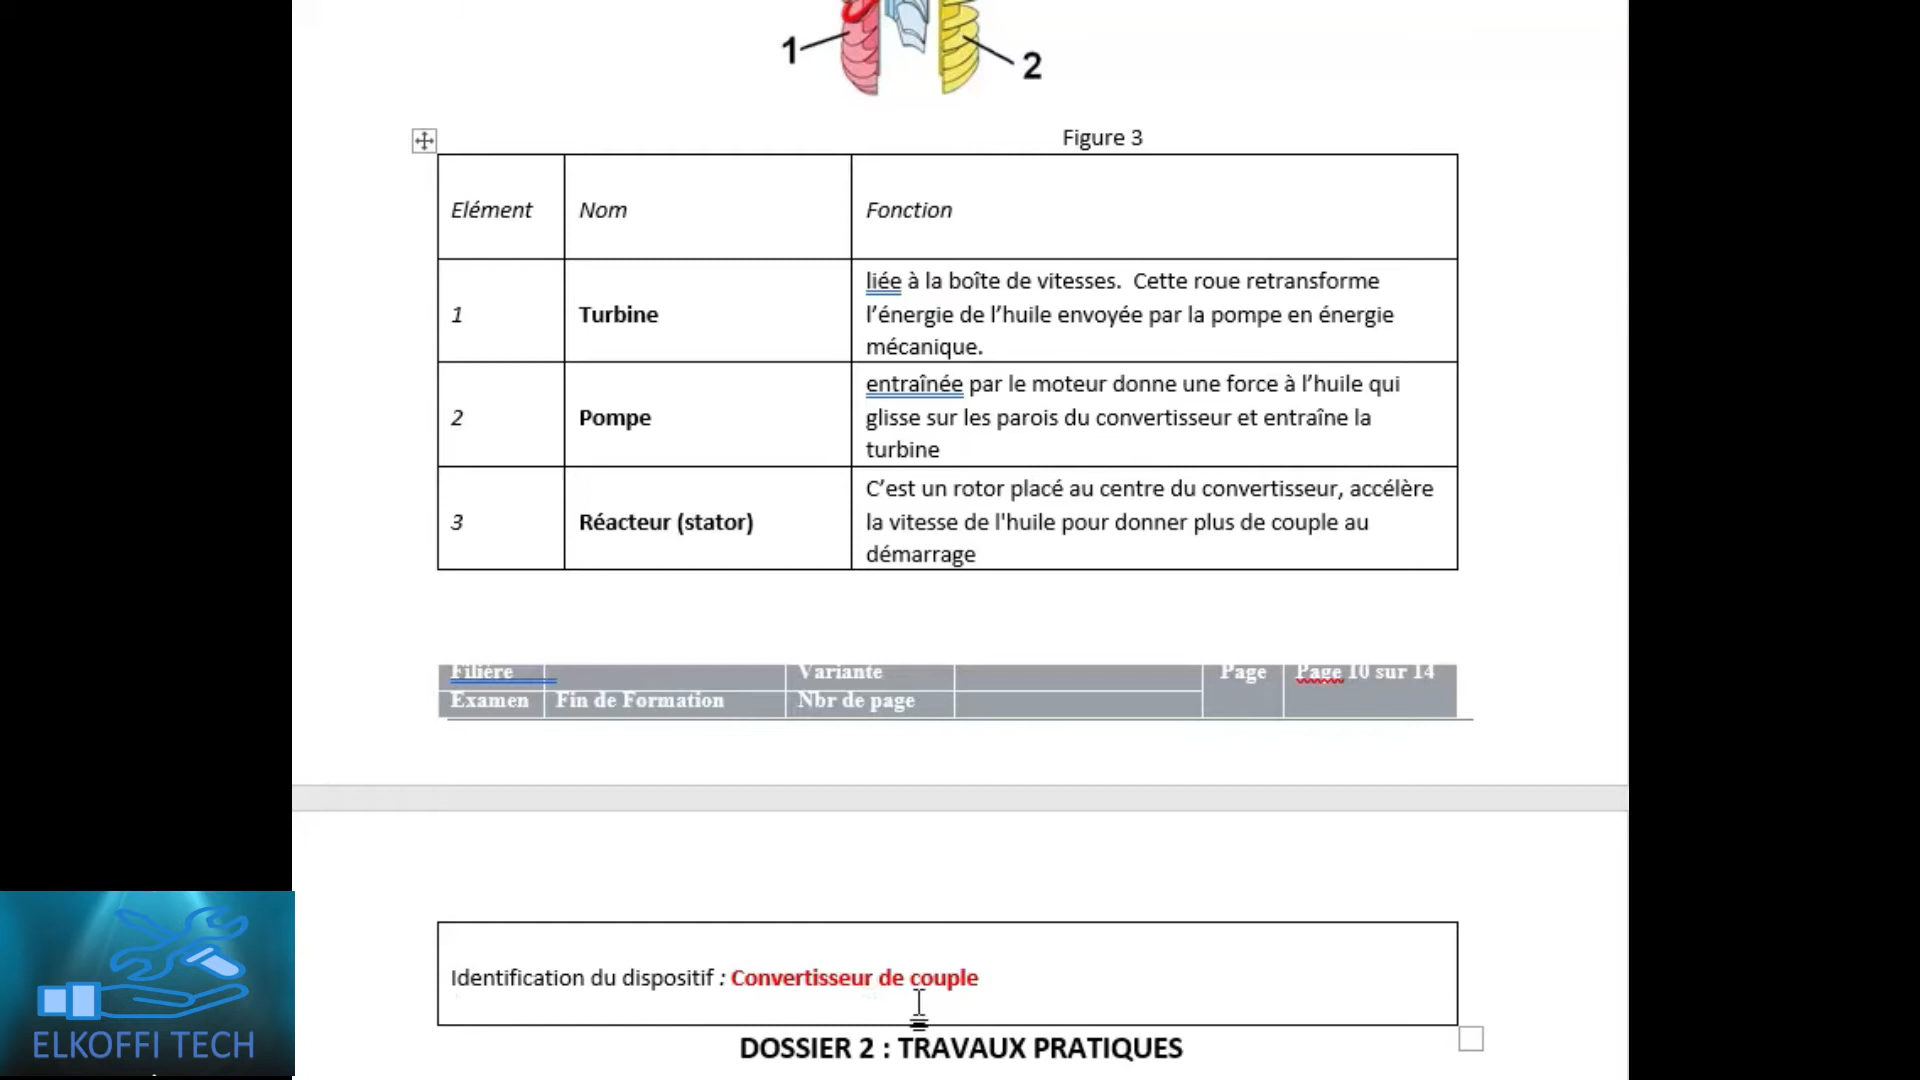 1
2
Figure 3
Elément Nom Fonction
1 Turbine liée à la boîte de vitesses. Cette roue retransforme
l’énergie de l’huile envoyée par la pompe en énergie
mécanique.
2 Pompe entraînée par le moteur donne une force à l’huile qui
glisse sur les parois du convertisseur et entraîne la
turbine
3 Réacteur (stator) C’est un rotor placé au centre du convertisseur, accélère
la vitesse de l'huile pour donner plus de couple au
démarrage
Filière Variante Page Page 10 sur 14
Examen Fin de Formation Nbr de page
Identification du dispositif : Convertisseur de couple
DOSSIER 2 : TRAVAUX PRATIQUES
ELKOFFI TECH